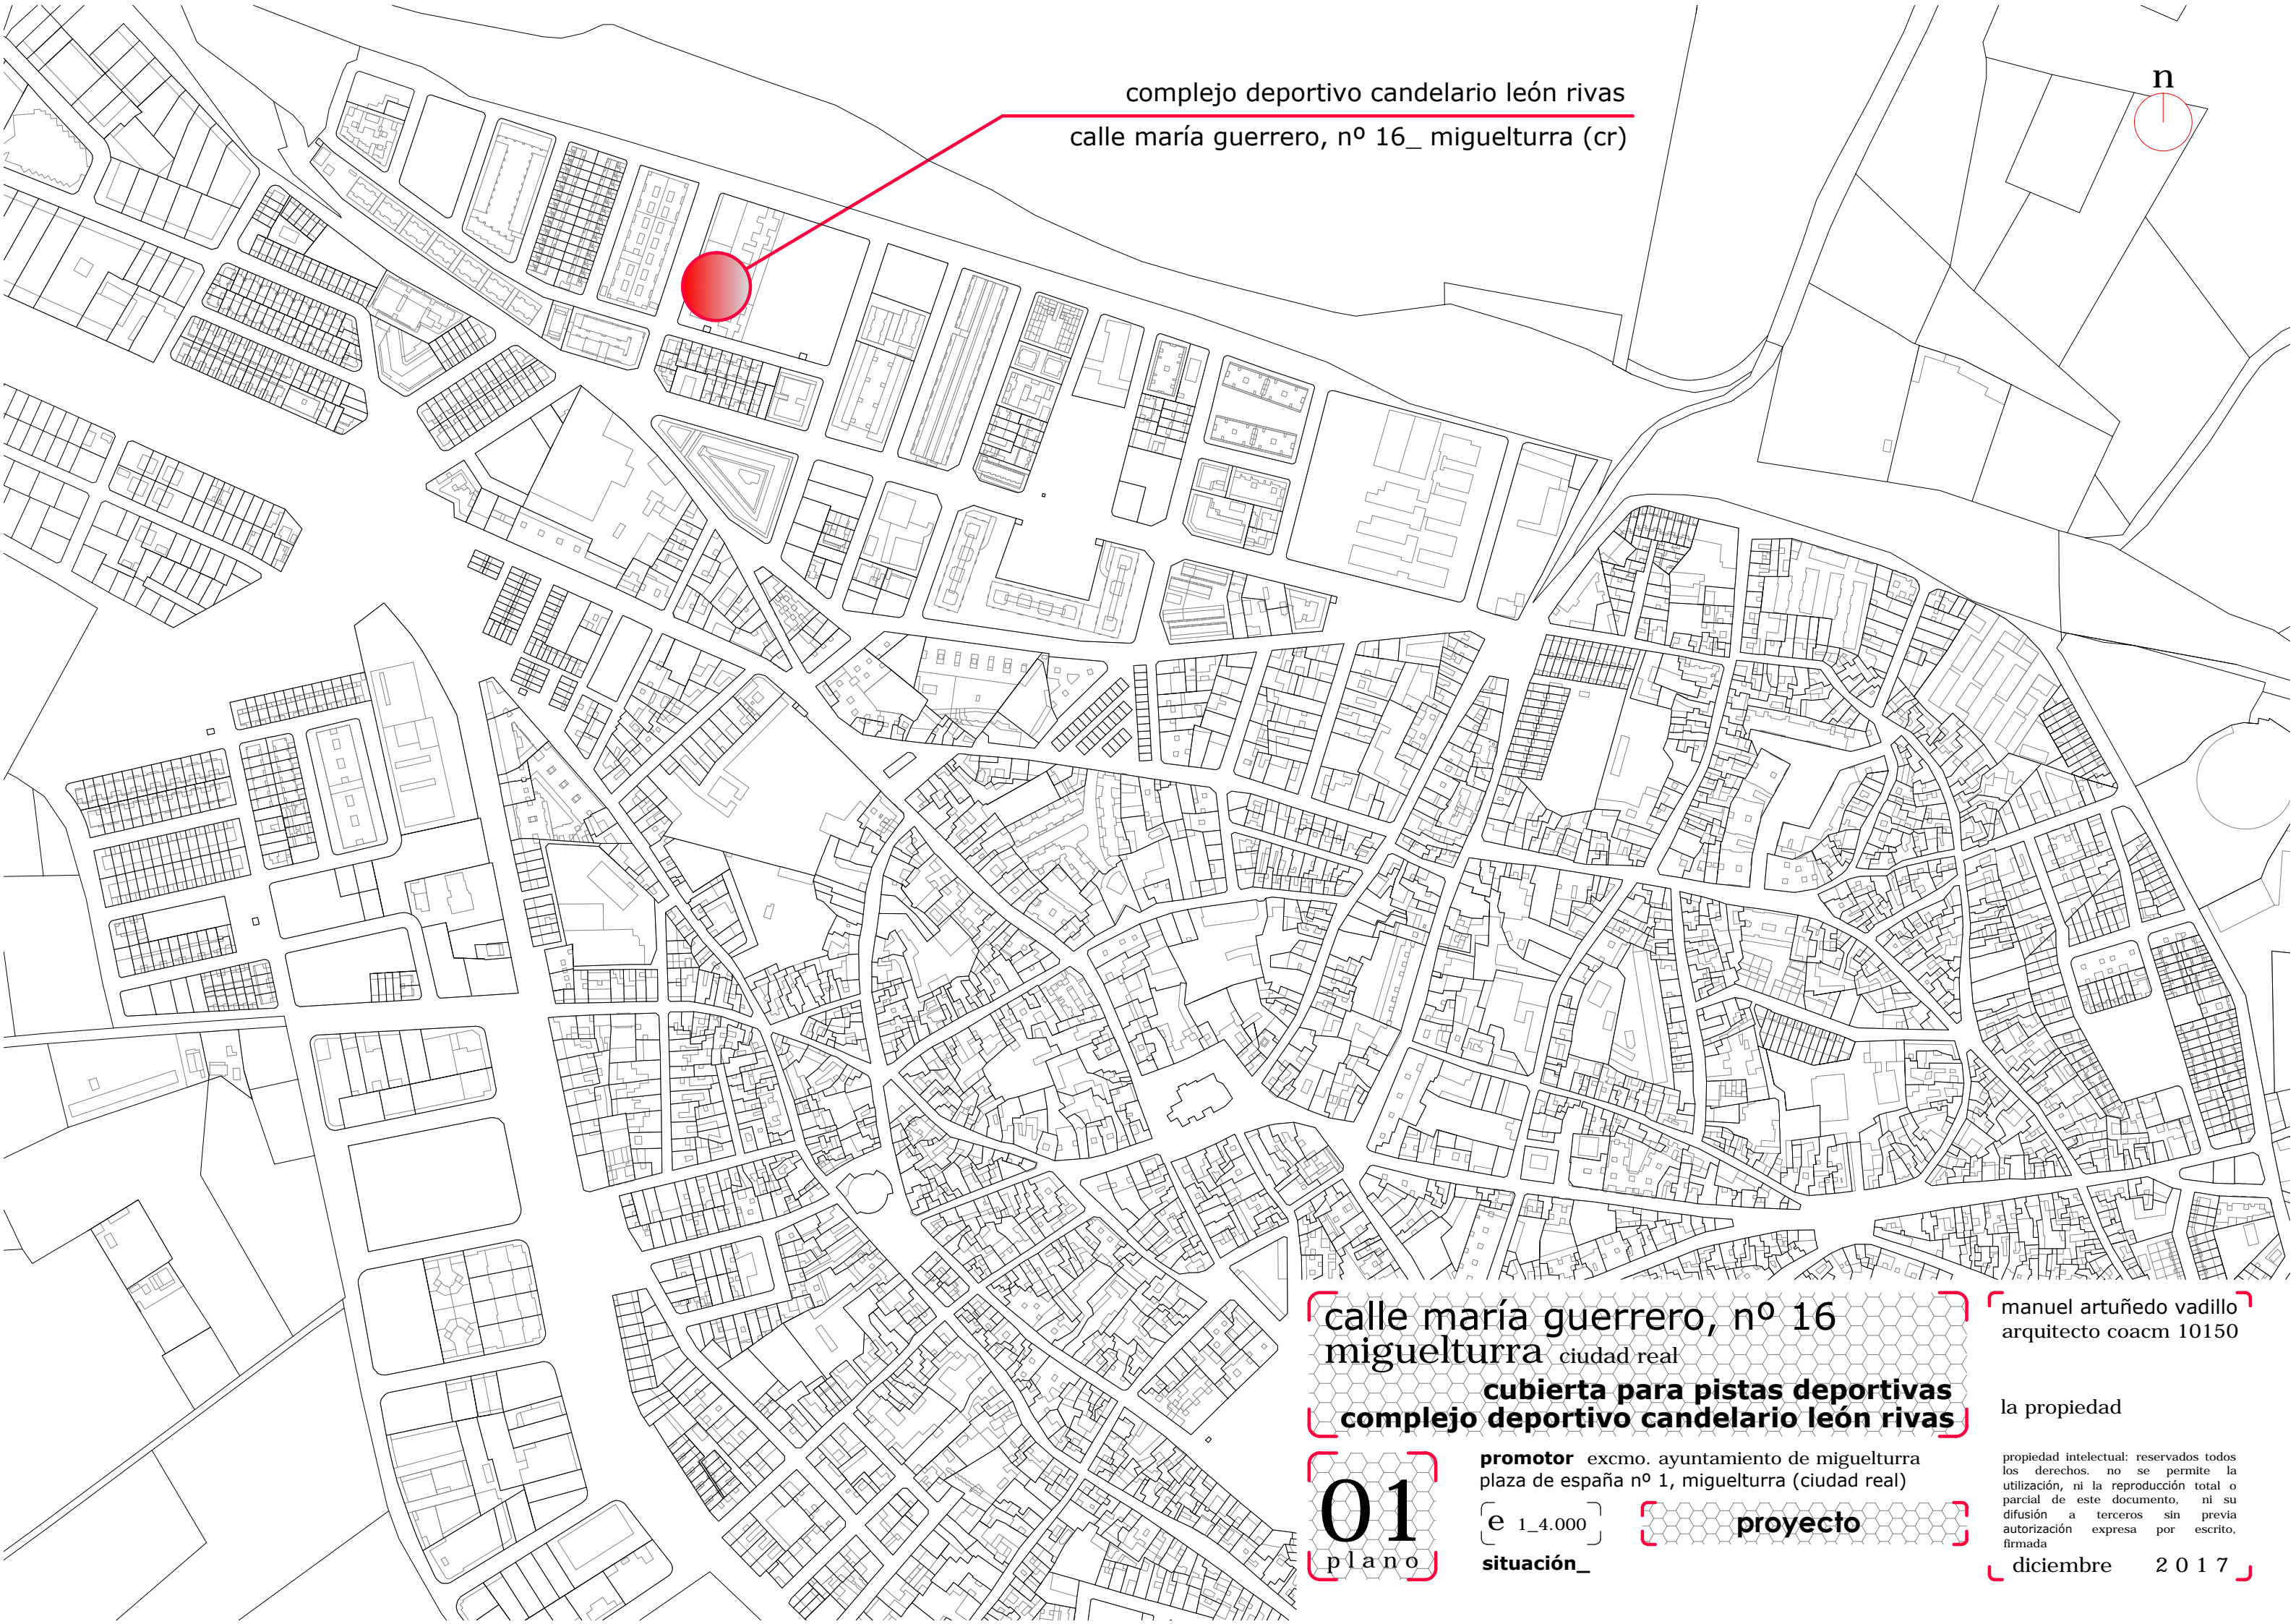 complejo deportivo candelario león rivas
calle maría guerrero, nº 16_ miguelturra (cr)
n
calle maría guerrero, nº 16
miguelturra ciudad real
cubierta para pistas deportivas
complejo deportivo candelario león rivas
01
plano
promotor excmo. ayuntamiento de miguelturra
plaza de españa nº 1, miguelturra (ciudad real)
e 1_4.000
proyecto
situación_
manuel artuñedo vadillo
arquitecto coacm 10150
la propiedad
propiedad intelectual: reservados todos
los derechos. no se permite la
utilización, ni la reproducción total o
parcial de este documento, ni su
difusión a terceros sin previa
autorización expresa por escrito,
firmada
diciembre 2017